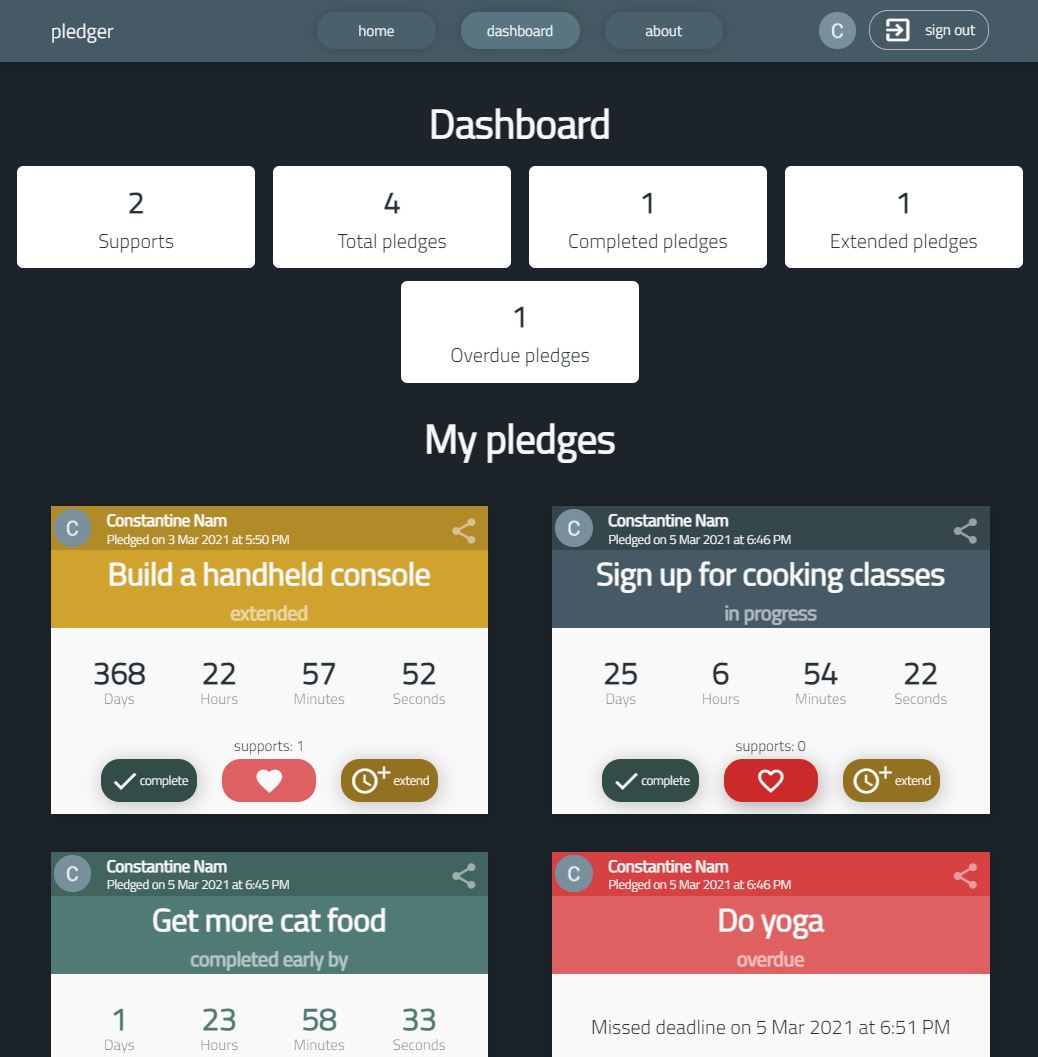 pledger
home
dashboard
about
C
sign out
Dashboard
2
Supports
4
Total pledges
1
Completed pledges
1
Extended pledges
1
Overdue pledges
My pledges
C
Constantine Nam
Pledged on 3 Mar 2021 at 5:50 PM
Build a handheld console
extended
368 22 57 52
Days Hours Minutes Seconds
supports: 1
complete
extend
C
Constantine Nam
Pledged on 5 Mar 2021 at 6:46 PM
Sign up for cooking classes
in progress
25 6 54 22
Days Hours Minutes Seconds
supports: 0
complete
extend
C
Constantine Nam
Pledged on 5 Mar 2021 at 6:45 PM
Get more cat food
completed early by
1 23 58 33
Days Hours Minutes Seconds
C
Constantine Nam
Pledged on 5 Mar 2021 at 6:46 PM
Do yoga
overdue
Missed deadline on 5 Mar 2021 at 6:51 PM